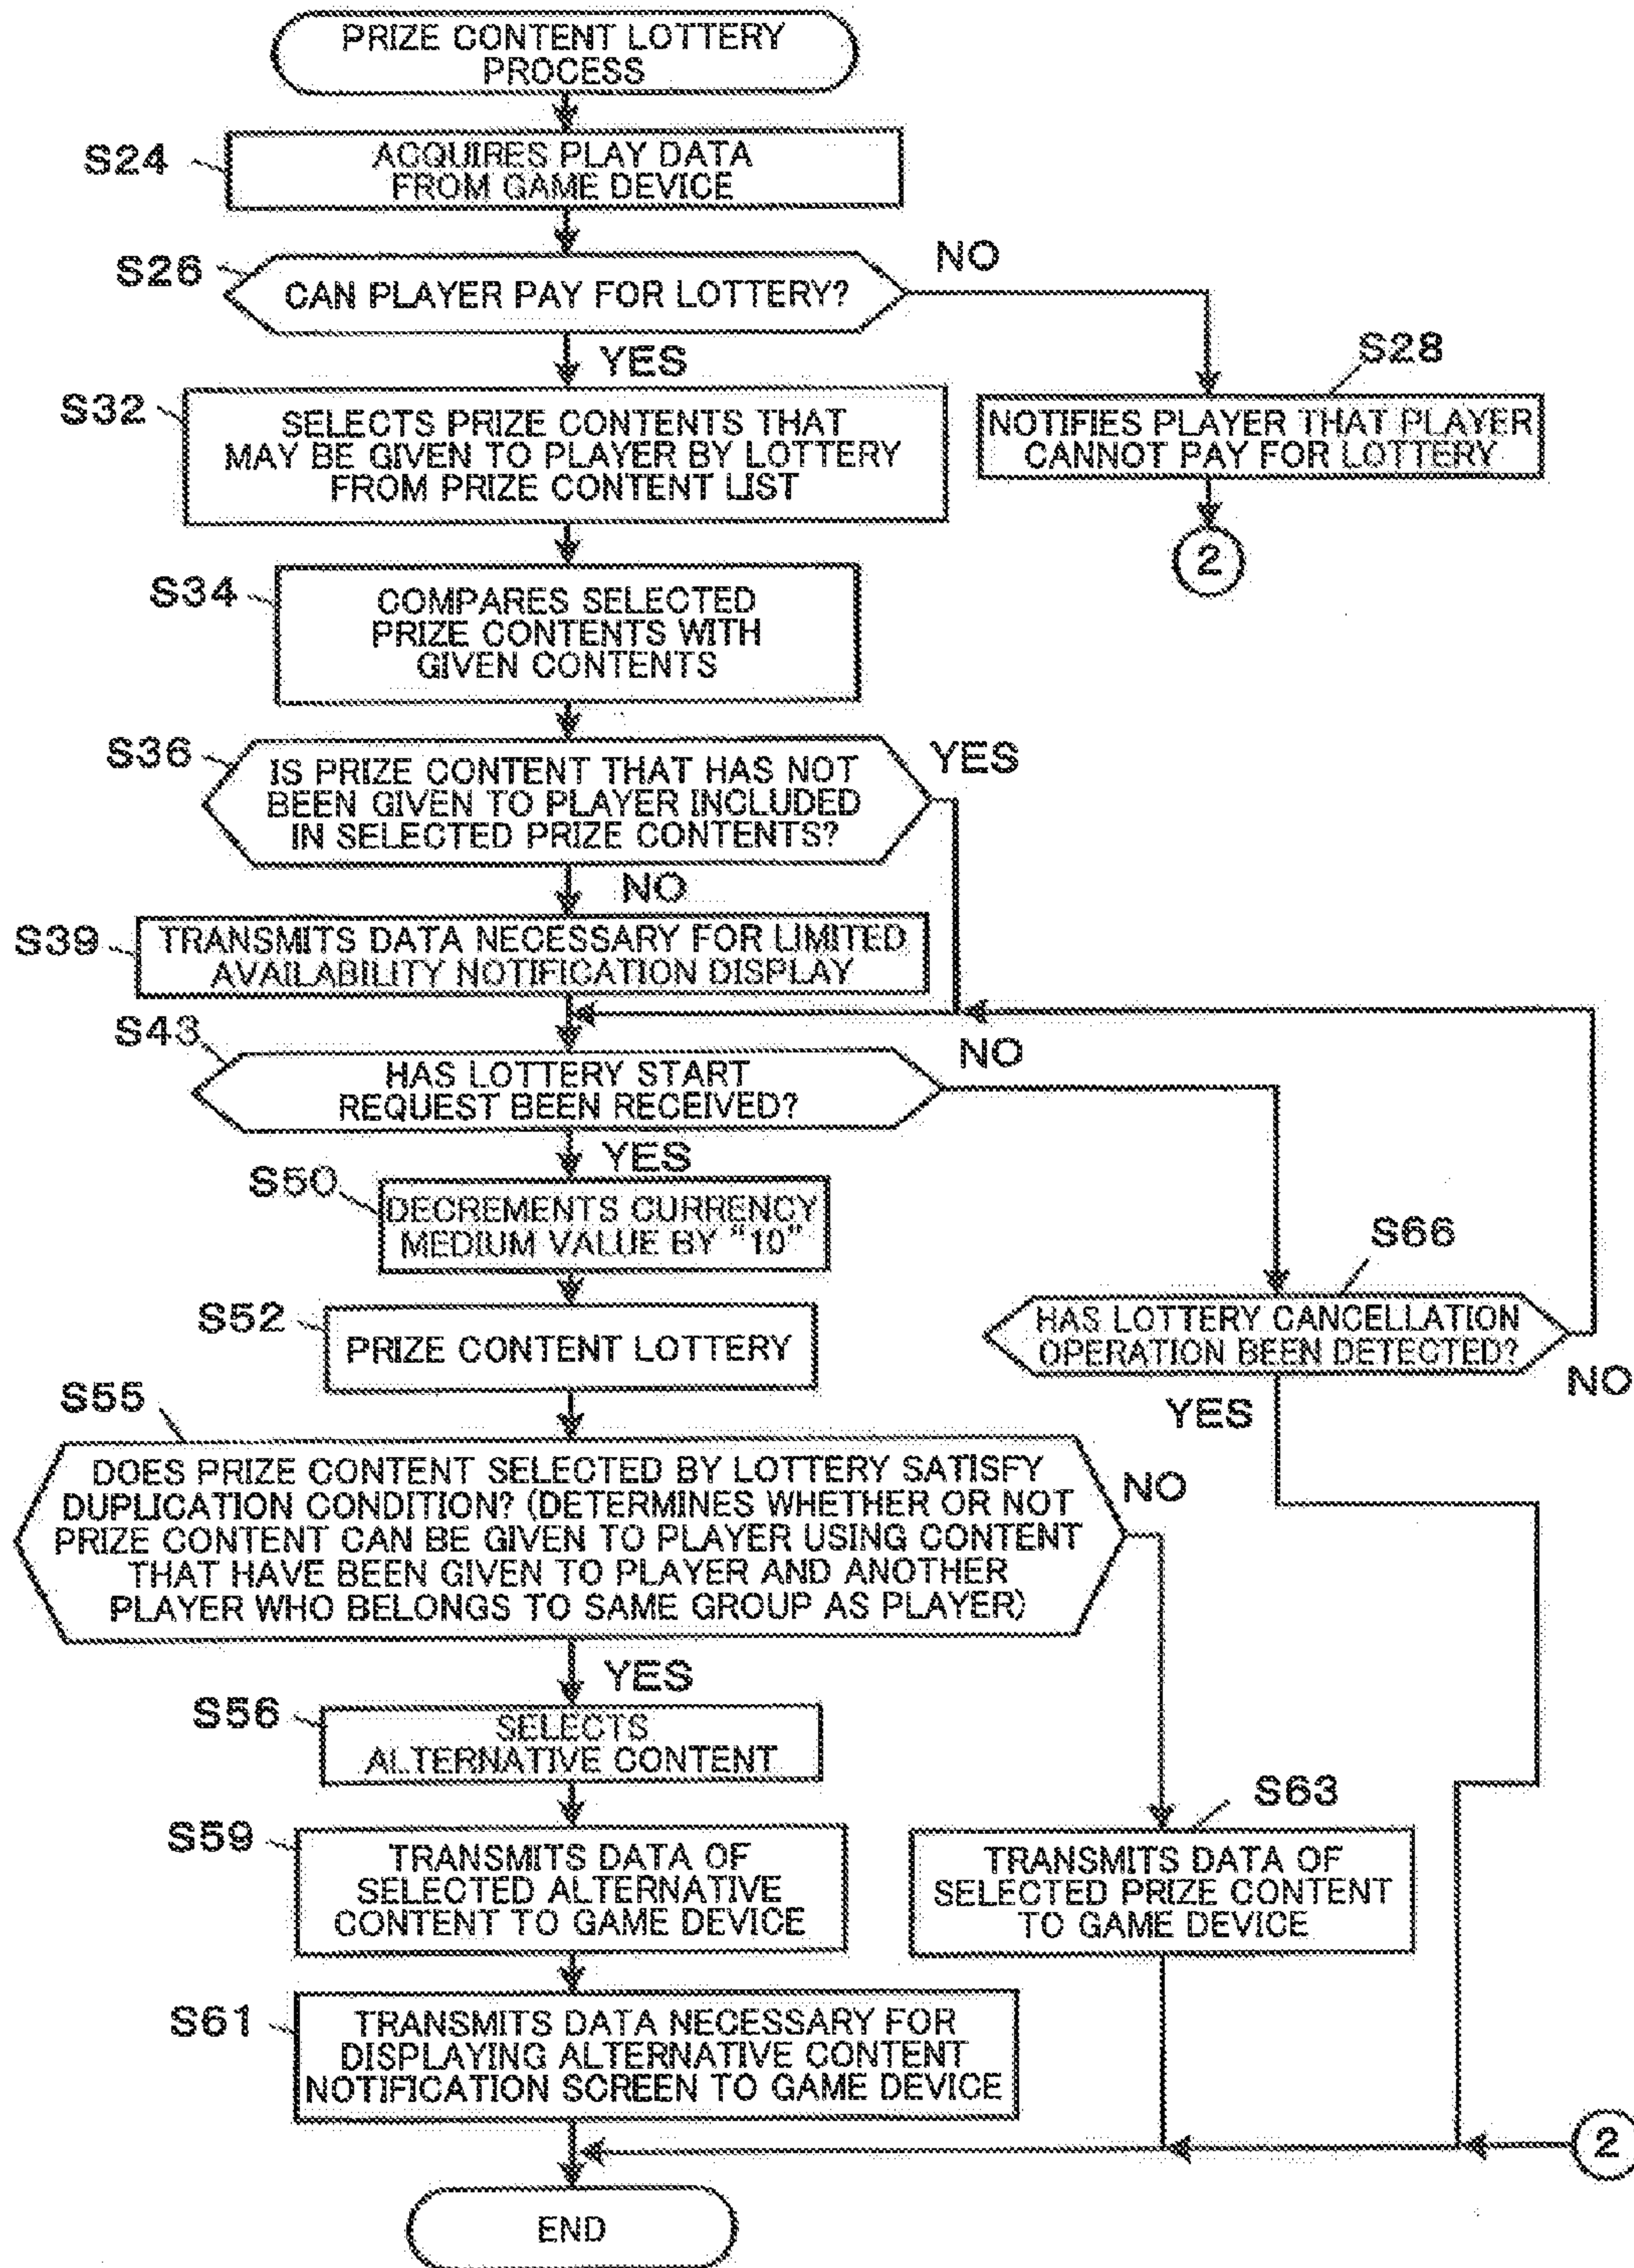 PRIZE CONTENT LOTTERY
PROCESS
S24
ACQUIRES PLAY DATA
FROM GAME DEVICE
S26
CAN PLAYER PAY FOR LOTTERY?
NO
YES
S28
NOTIFIES PLAYER THAT PLAYER
CANNOT PAY FOR LOTTERY
2
S32
SELECTS PRIZE CONTENTS THAT
MAY BE GIVEN TO PLAYER BY LOTTERY
FROM PRIZE CONTENT LIST
S34
COMPARES SELECTED
PRIZE CONTENTS WITH
GIVEN CONTENTS
S36
IS PRIZE CONTENT THAT HAS NOT
BEEN GIVEN TO PLAYER INCLUDED
IN SELECTED PRIZE CONTENTS?
YES
NO
S39
TRANSMITS DATA NECESSARY FOR LIMITED
AVAILABILITY NOTIFICATION DISPLAY
S43
HAS LOTTERY START
REQUEST BEEN RECEIVED?
NO
YES
S50
DECREMENTS CURRENCY
MEDIUM VALUE BY "10"
S66
HAS LOTTERY CANCELLATION
OPERATION BEEN DETECTED?
NO
YES
S52
PRIZE CONTENT LOTTERY
S55
DOES PRIZE CONTENT SELECTED BY LOTTERY SATISFY
DUPLICATION CONDITION? (DETERMINES WHETHER OR NOT
PRIZE CONTENT CAN BE GIVEN TO PLAYER USING CONTENT
THAT HAVE BEEN GIVEN TO PLAYER AND ANOTHER
PLAYER WHO BELONGS TO SAME GROUP AS PLAYER)
NO
YES
S56
SELECTS
ALTERNATIVE CONTENT
S59
TRANSMITS DATA OF
SELECTED ALTERNATIVE
CONTENT TO GAME DEVICE
S63
TRANSMITS DATA OF
SELECTED PRIZE CONTENT
TO GAME DEVICE
S61
TRANSMITS DATA NECESSARY FOR
DISPLAYING ALTERNATIVE CONTENT
NOTIFICATION SCREEN TO GAME DEVICE
2
END